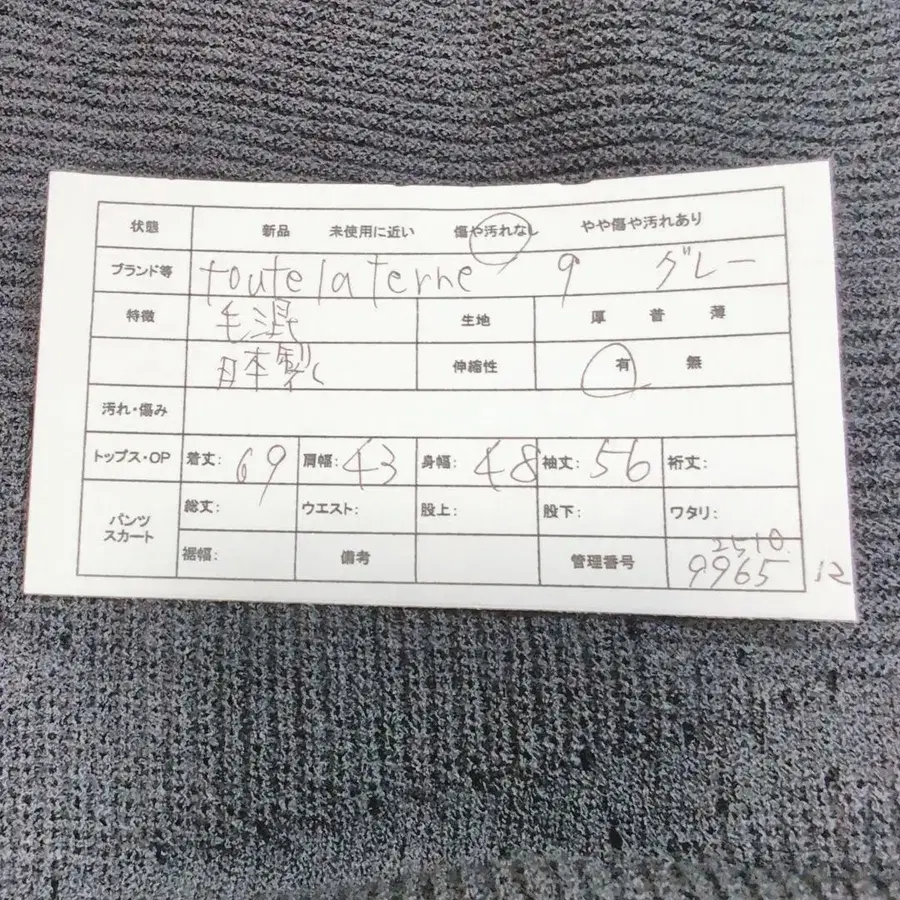 状態 新品 未使用に近い 傷や汚れなし やや傷や汚れあり
ブランド等 toutelaterne 9 グレー
特徴 毛混 生地 厚 普 薄
日本製 伸縮性 有 無
汚れ・傷み
トップス・OP 着丈: 69 肩幅: 43 身幅: 48 袖丈: 56 裄丈:
パンツ スカート 総丈: ウエスト: 股上: 股下: ワタリ:
裾幅: 備考 管理番号 2510 9965 12